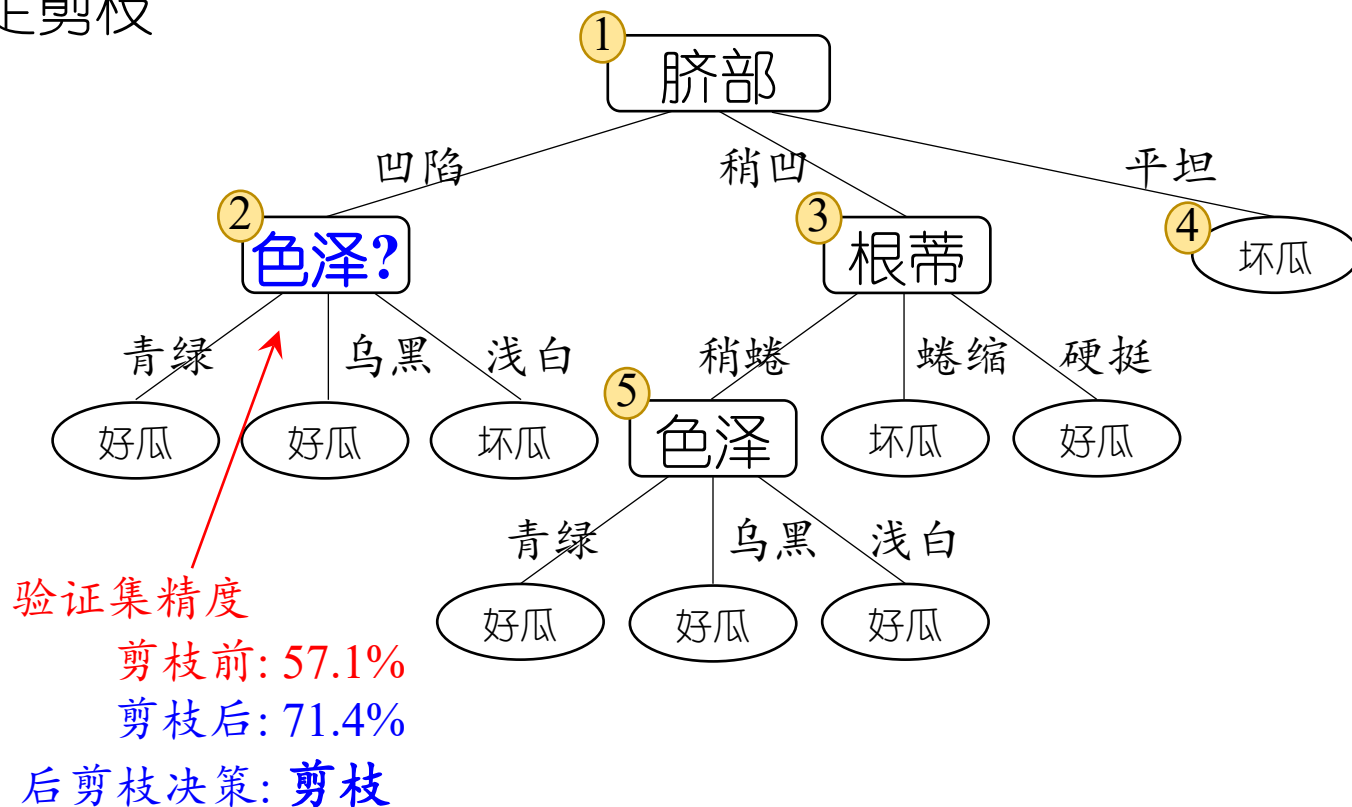 定剪枝
1
脐部
凹陷 稍凹 平坦
2 色泽? 3 根蒂 4 坏瓜
青绿 乌黑 浅白 稍蜷 蜷缩 硬挺
好瓜 好瓜 坏瓜 5 色泽 坏瓜 好瓜
青绿 乌黑 浅白
好瓜 好瓜 好瓜
验证集精度
剪枝前: 57.1%
剪枝后: 71.4%
后剪枝决策: 剪枝